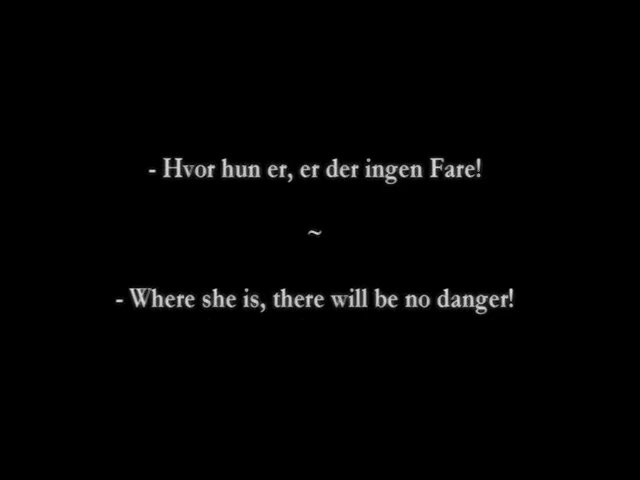 - Hvor hun er, er der ingen Fare!
~
- Where she is, there will be no danger!